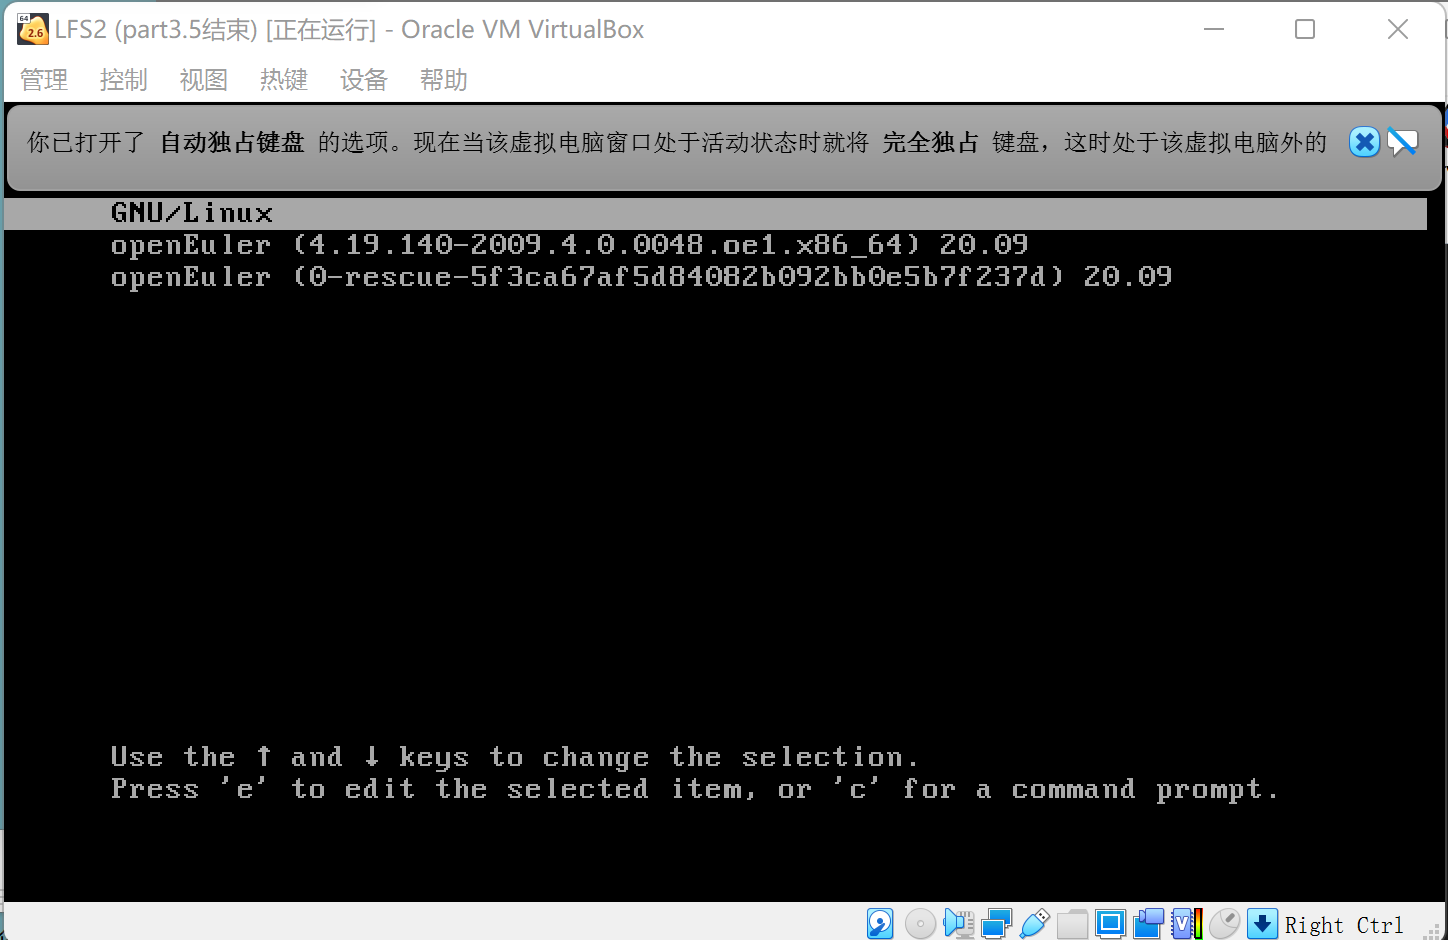 64
2.6
LFS2 (part3.5结束) [正在运行] - Oracle VM VirtualBox
管理 控制 视图 热键 设备 帮助
你已打开了 自动独占键盘 的选项。现在当该虚拟电脑窗口处于活动状态时就将 完全独占 键盘，这时处于该虚拟电脑外的
GNU/Linux
openEuler (4.19.140-2009.4.0.0048.oe1.x86_64) 20.09
openEuler (0-rescue-5f3ca67af5d84082b092bb0e5b7f237d) 20.09
Use the ↑ and ↓ keys to change the selection.
Press 'e' to edit the selected item, or 'c' for a command prompt.
V
Right Ctrl